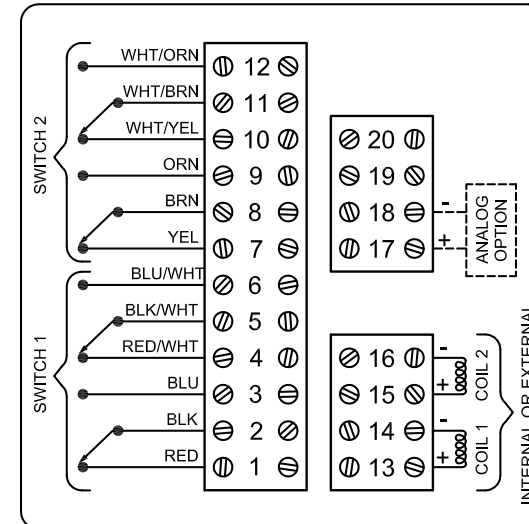 SWITCH 2
WHT/ORN 12
WHT/BRN 11
WHT/YEL 10
ORN 9
BRN 8
YEL 7
SWITCH 1
BLU/WHT 6
BLK/WHT 5
RED/WHT 4
BLU 3
BLK 2
RED 1
20
19
18 -
17 +
ANALOG
OPTION
16 -
15 +
COIL 2
14 -
13 +
COIL 1
INTERNAL OR EXTERNAL